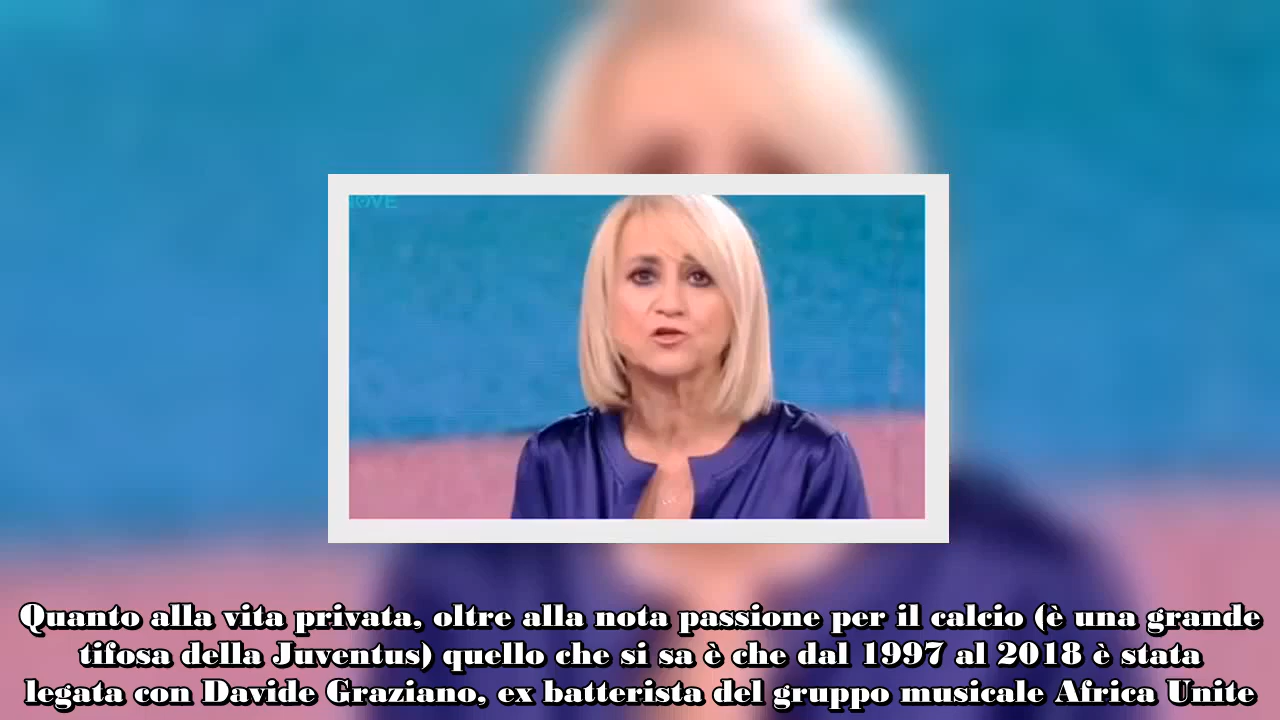 NOVE
Quanto alla vita privata, oltre alla nota passione per il calcio (è una grande
tifosa della Juventus) quello che si sa è che dal 1997 al 2018 è stata
legata con Davide Graziano, ex batterista del gruppo musicale Africa Unite